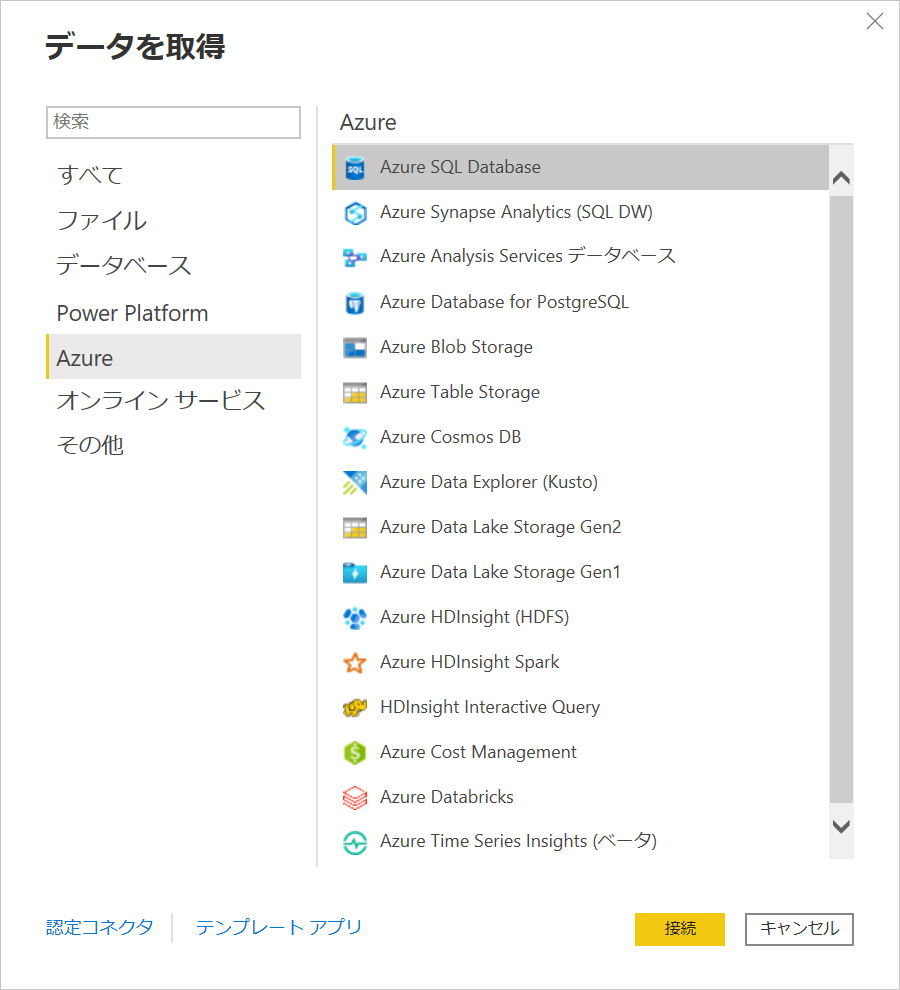 データを取得
検索
すべて
ファイル
データベース
Power Platform
Azure
オンライン サービス
その他
Azure
Azure SQL Database
Azure Synapse Analytics (SQL DW)
Azure Analysis Services データベース
Azure Database for PostgreSQL
Azure Blob Storage
Azure Table Storage
Azure Cosmos DB
Azure Data Explorer (Kusto)
Azure Data Lake Storage Gen2
Azure Data Lake Storage Gen1
Azure HDInsight (HDFS)
Azure HDInsight Spark
HDInsight Interactive Query
Azure Cost Management
Azure Databricks
Azure Time Series Insights (ベータ)
認定コネクタ
テンプレート アプリ
接続
キャンセル